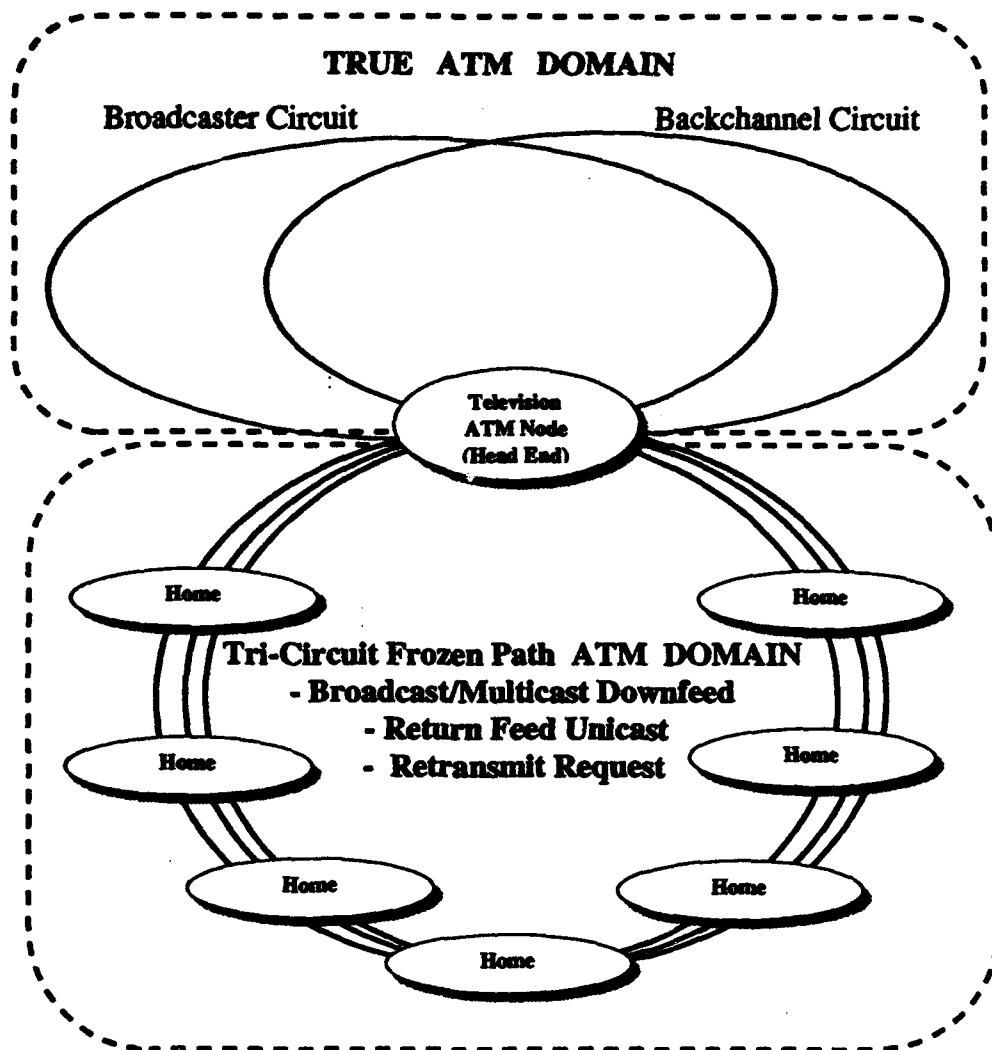 TRUE ATM DOMAIN
Broadcaster Circuit
Backchannel Circuit
Television
ATM Node
(Head End)
Home
Home
Tri-Circuit Frozen Path ATM DOMAIN
- Broadcast/Multicast Downfeed
- Return Feed Unicast
- Retransmit Request
Home
Home
Home
Home
Home